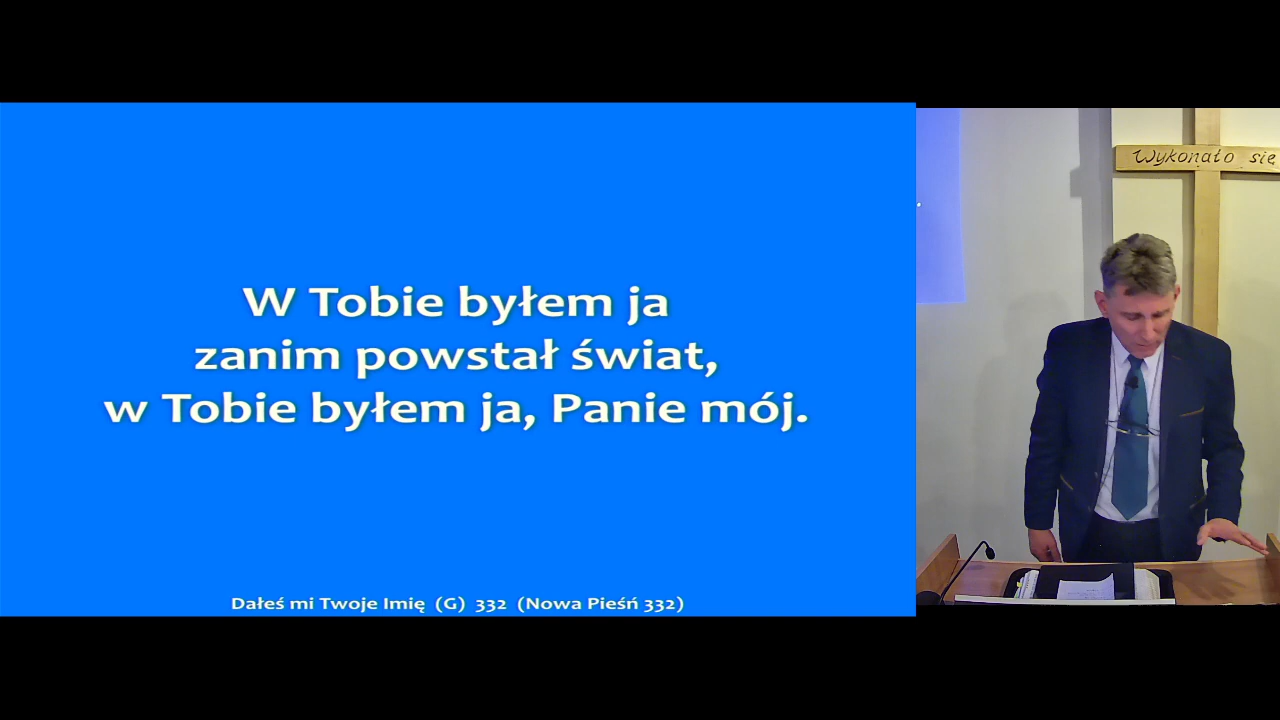 W Tobie byłem ja
zanim powstał świat,
w Tobie byłem ja, Panie mój.
Dałeś mi Twoje Imię (G) 332 (Nowa Pieśń 332)
Wykonało się